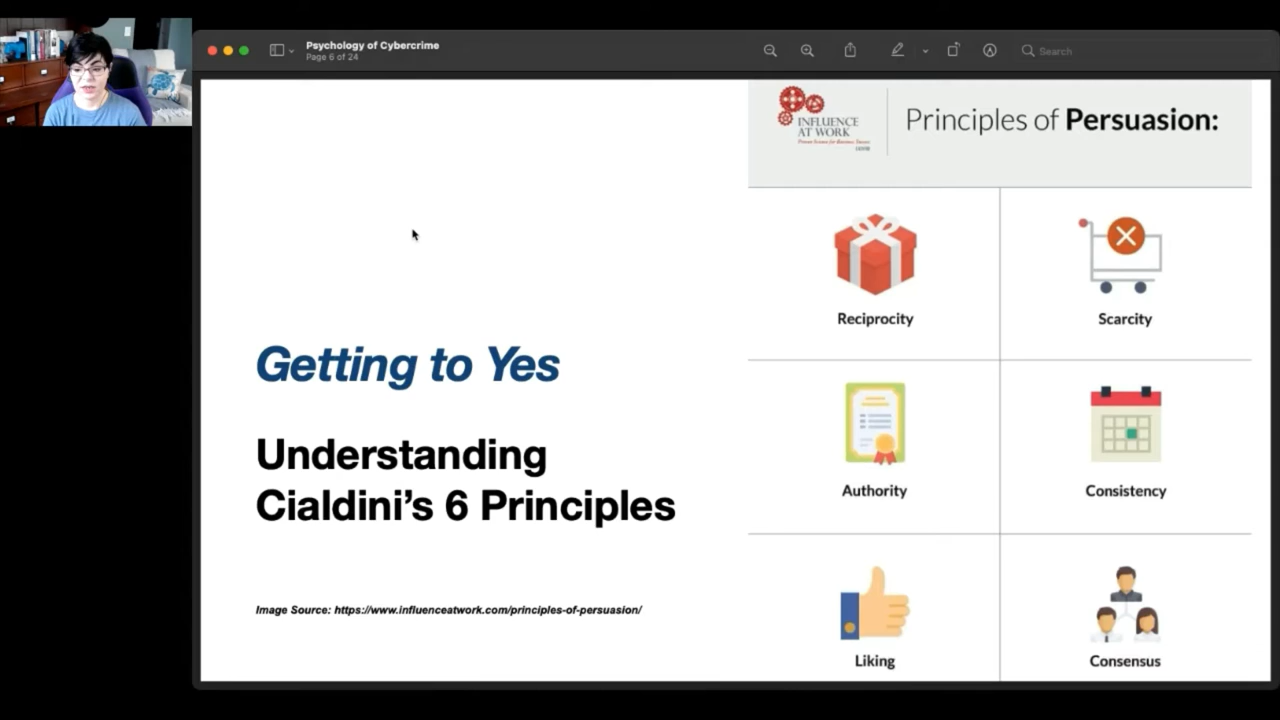 Psychology of Cybercrime
Page 6 of 24
Search
INFLUENCE
AT WORK
Principles of Persuasion:
Reciprocity
Scarcity
Getting to Yes
Understanding
Cialdini's 6 Principles
Authority
Consistency
Image Source: https://www.influenceatwork.com/principles-of-persuasion/
Liking
Consensus